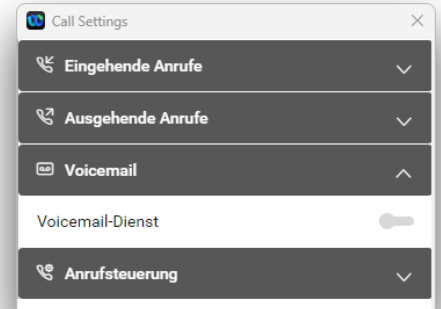 Call Settings
Eingehende Anrufe
Ausgehende Anrufe
Voicemail
Voicemail-Dienst
Anrufsteuerung